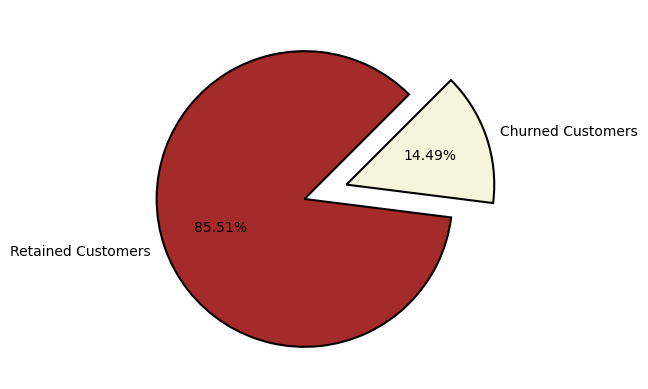 Churned Customers
14.49%
85.51%
Retained Customers